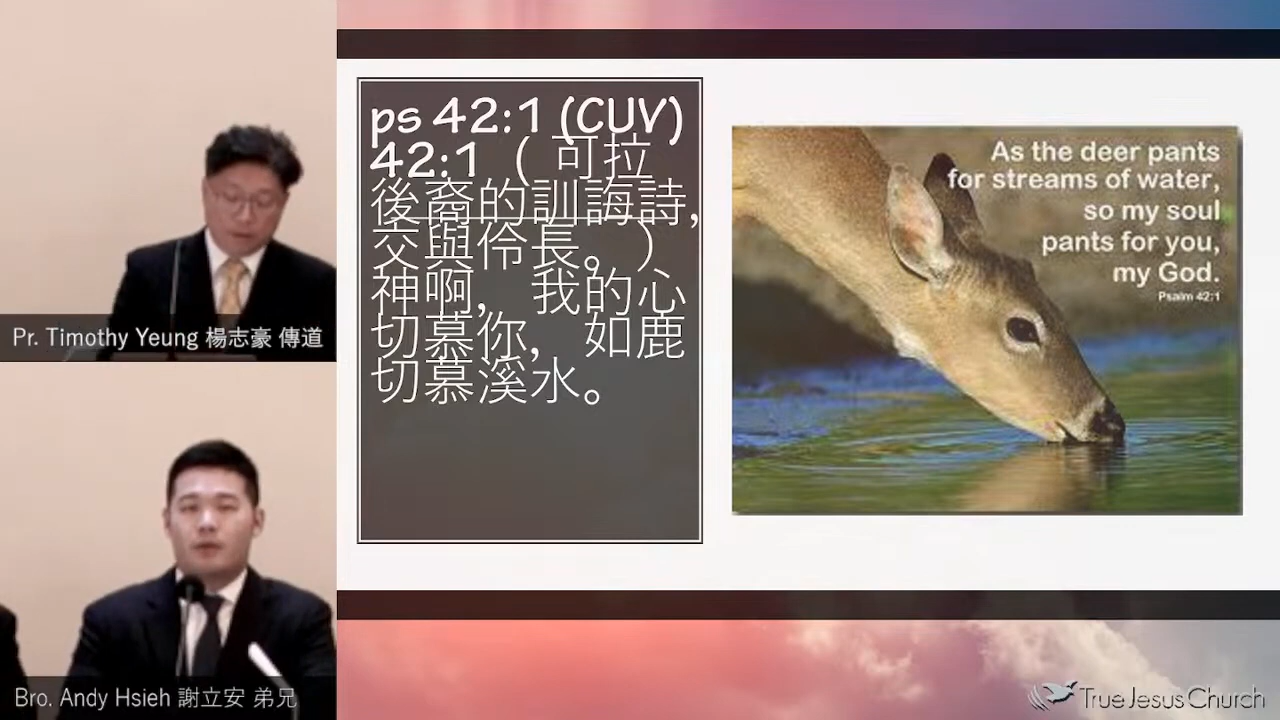 ps 42:1 (CUV)
42:1 （ 可拉
後裔的訓誨詩,
交與伶長。）
神啊, 我的心
切慕你, 如鹿
切慕溪水。
As the deer pants
for streams of water,
so my soul
pants for you,
my God.
Psalm 42:1
Pr. Timothy Yeung 楊志豪 傳道
Bro. Andy Hsieh 謝立安 弟兄
True Jesus Church